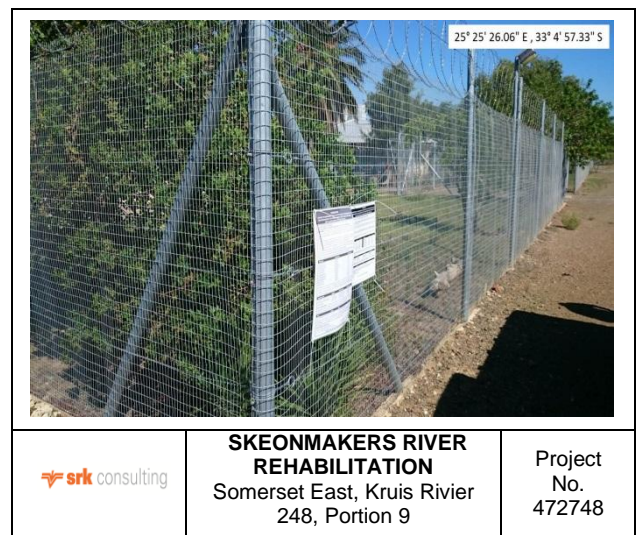 25° 25' 26.06" E , 33° 4' 57.33" S
srk consulting
SKEONMAKERS RIVER
REHABILITATION
Somerset East, Kruis Rivier
248, Portion 9
Project
No.
472748